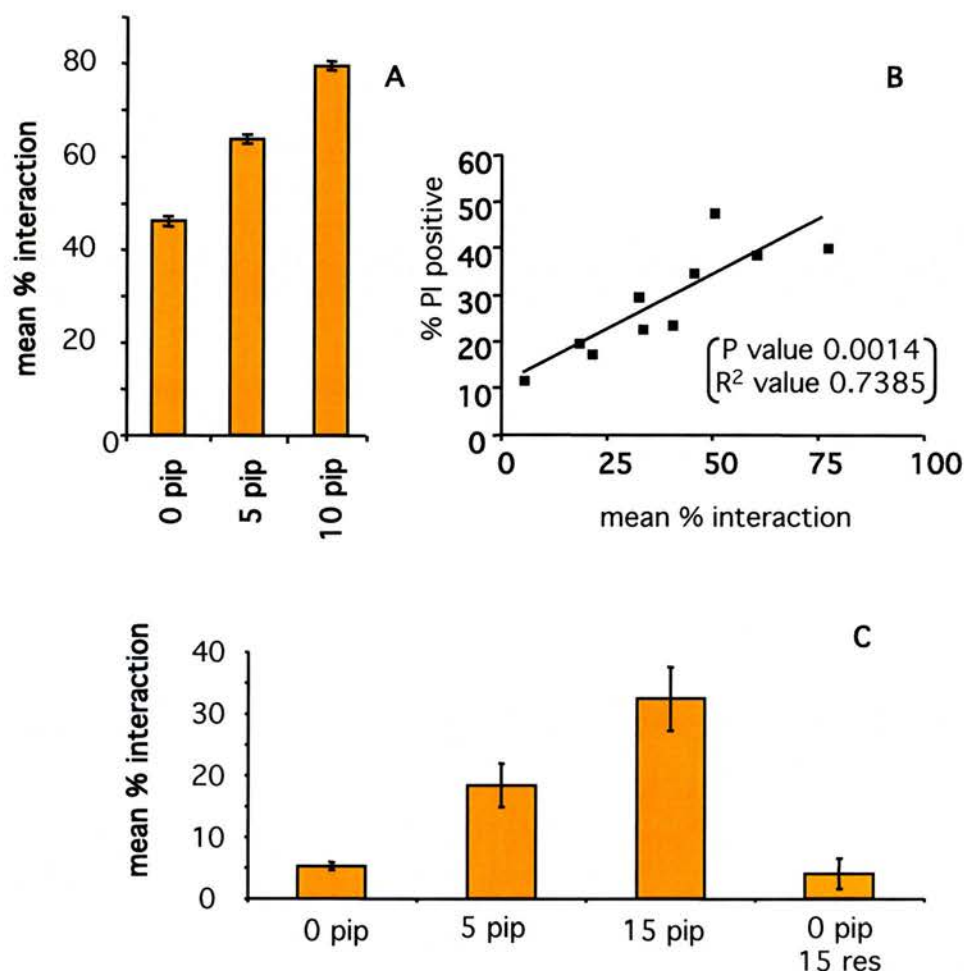 A
mean % interaction
80
60
40
20
0
0 pip
5 pip
10 pip
B
% PI positive
60
50
40
30
20
10
0
P value 0.0014
R² value 0.7385
0
25
50
75
100
mean % interaction
C
mean % interaction
40
30
20
10
0
0 pip
5 pip
15 pip
0 pip
15 res